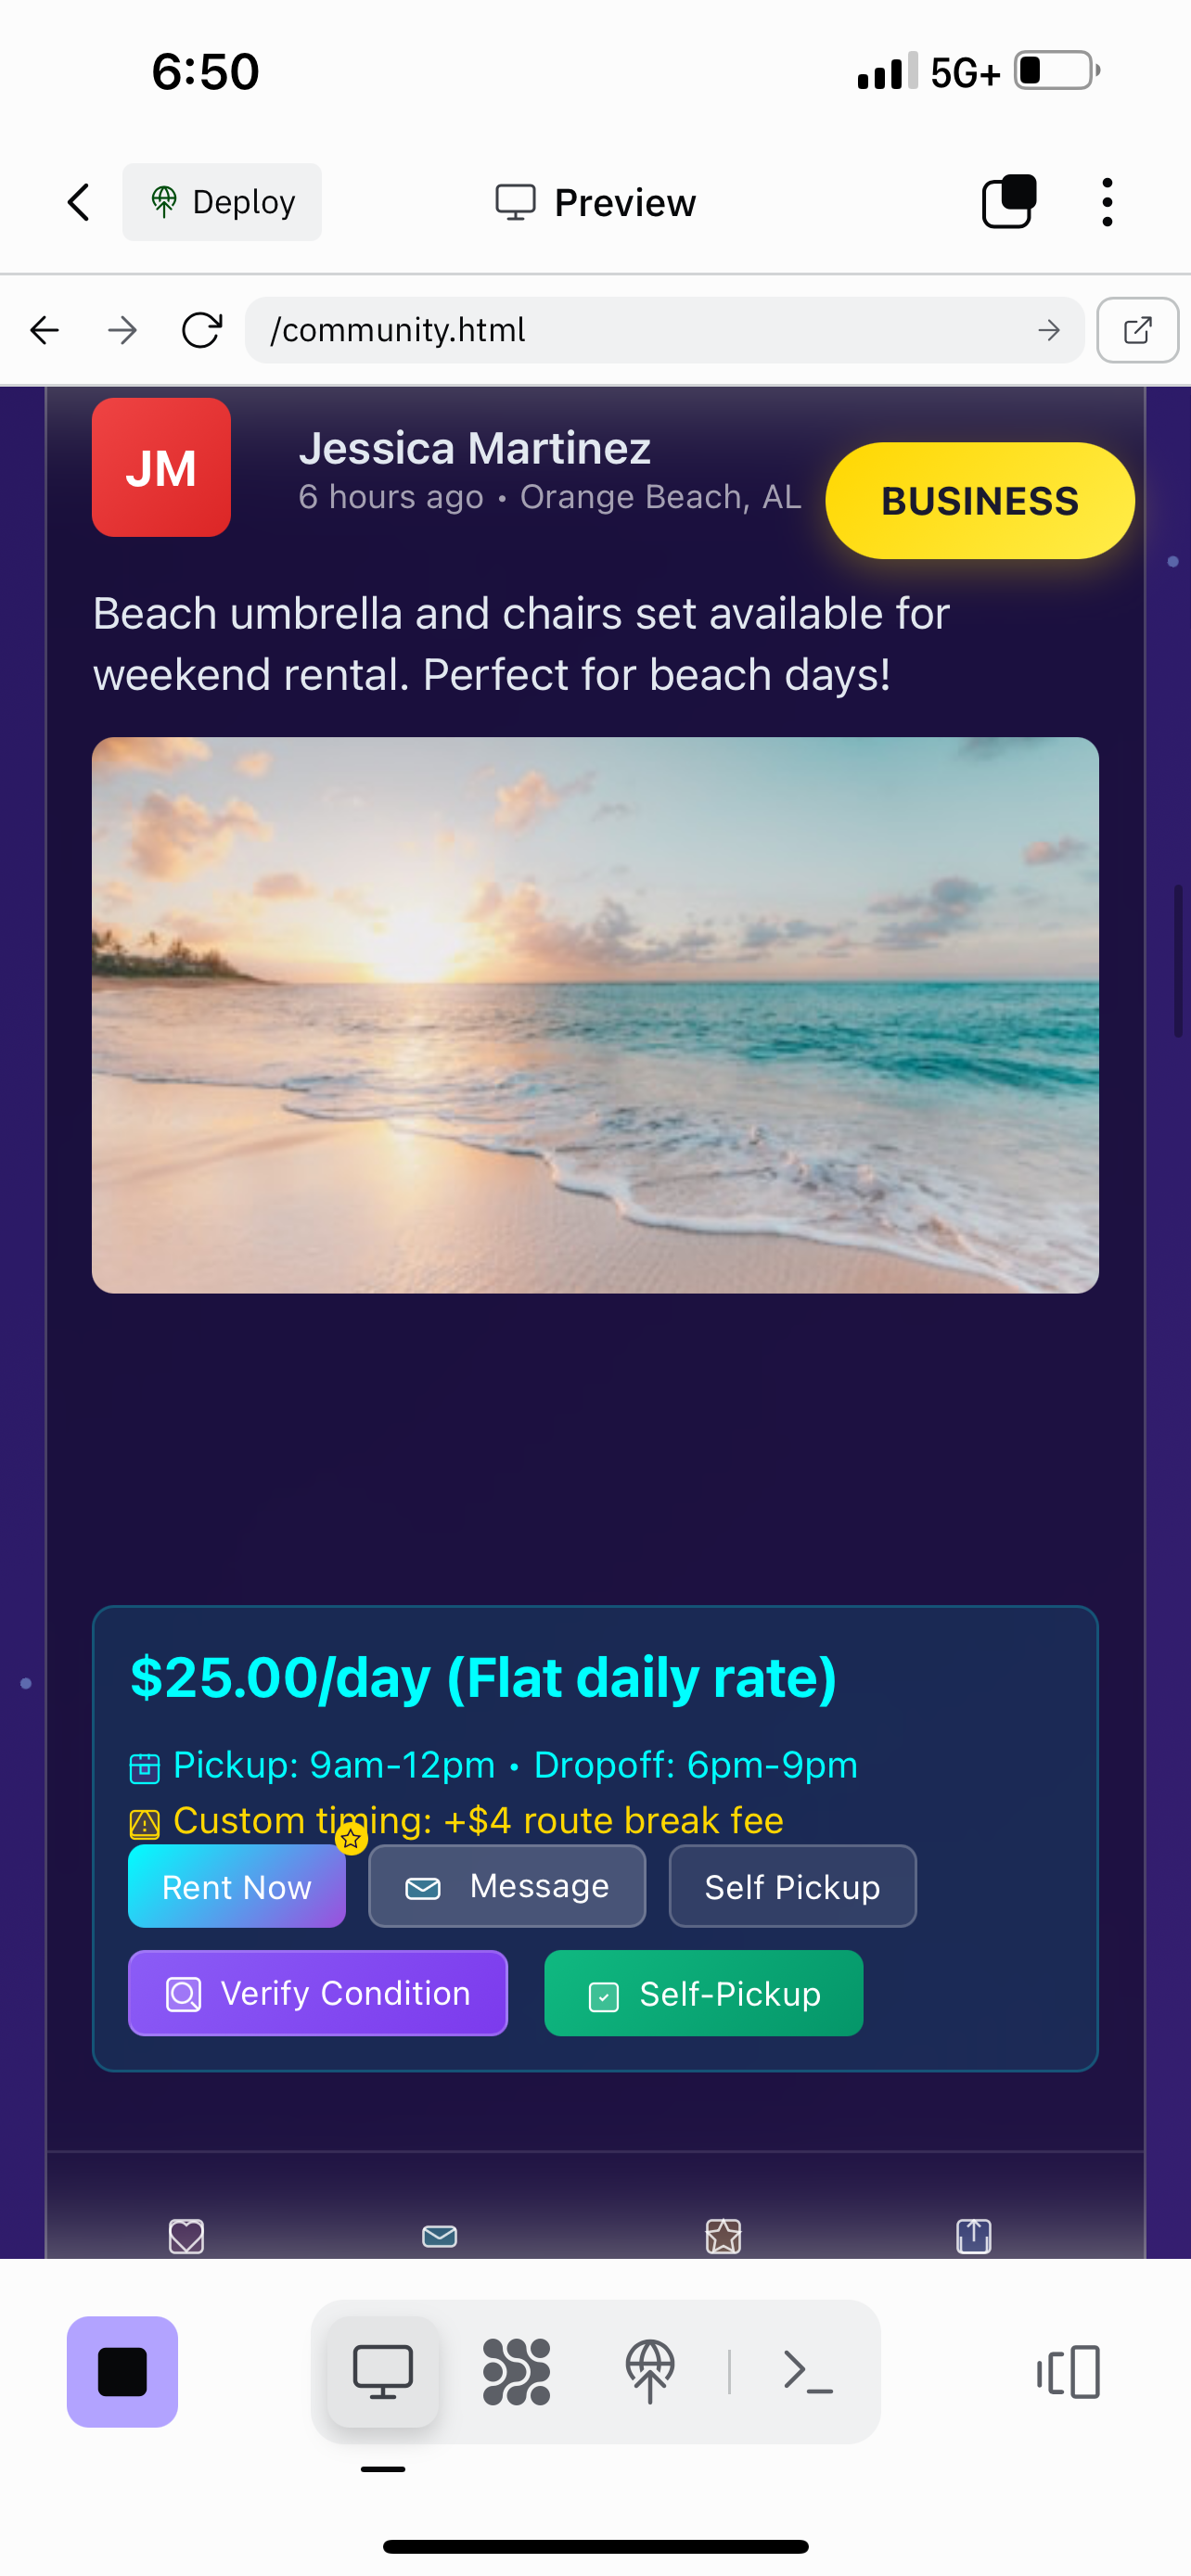 6:50
5G+
Deploy
Preview
/community.html
JM
Jessica Martinez
6 hours ago • Orange Beach, AL
BUSINESS
Beach umbrella and chairs set available for
weekend rental. Perfect for beach days!
$25.00/day (Flat daily rate)
Pickup: 9am-12pm • Dropoff: 6pm-9pm
Custom timing: +$4 route break fee
Rent Now
Message
Self Pickup
Verify Condition
Self-Pickup